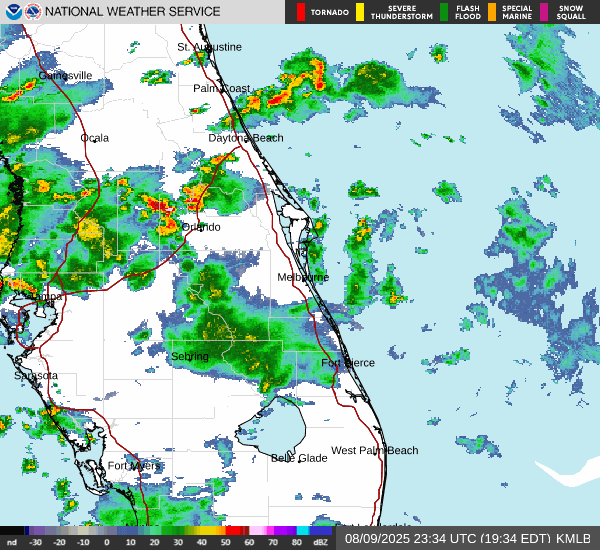 NATIONAL WEATHER SERVICE
TORNADO
SEVERE THUNDERSTORM
FLASH FLOOD
SPECIAL MARINE
SNOW SQUALL
St. Augustine
Gainesville
Palm Coast
Ocala
Daytona Beach
Orlando
Melbourne
Tampa
Sebring
Fort Pierce
Sarasota
West Palm Beach
Belle Glade
Fort Myers
nd -30 -20 -10 0 10 20 30 40 50 60 70 80 dBZ
08/09/2025 23:34 UTC (19:34 EDT) KMLB